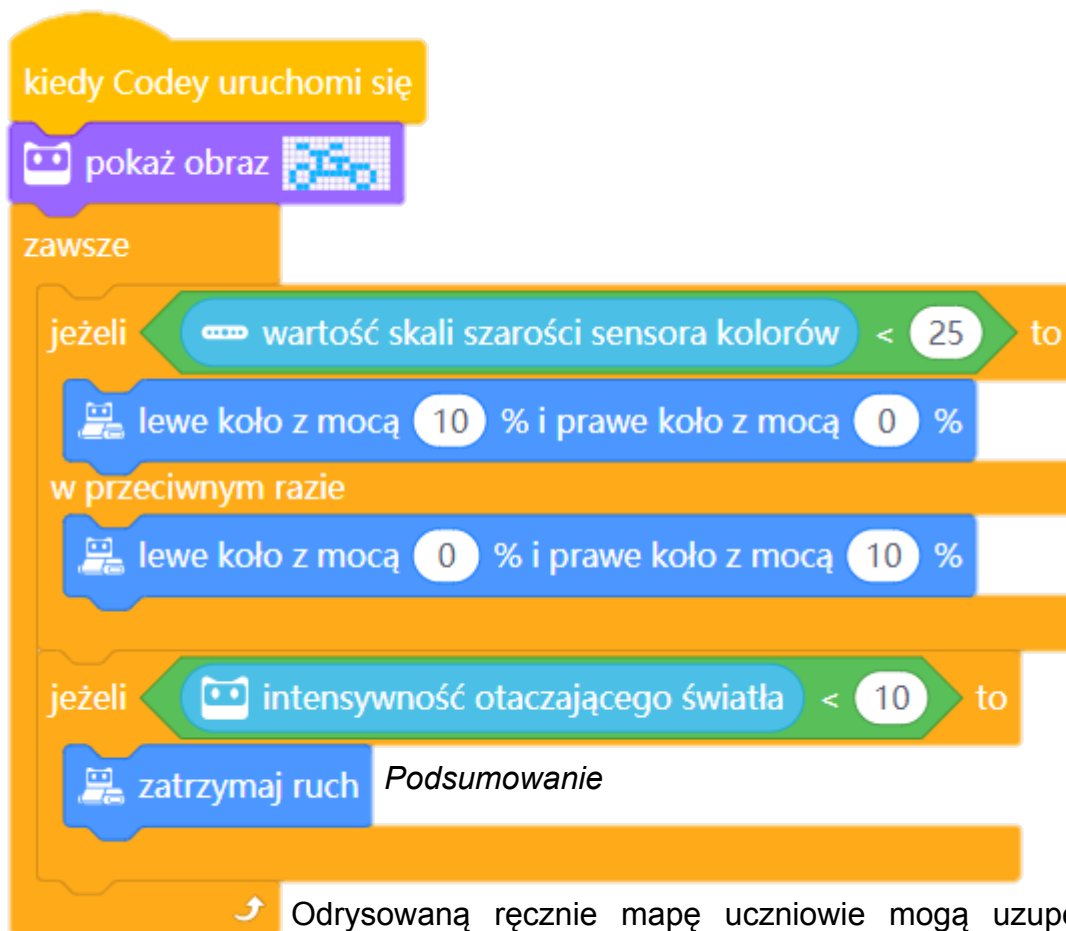 kiedy Codey uruchomi się
pokaż obraz
zawsze
jeżeli wartość skali szarości sensora kolorów < 25 to
lewe koło z mocą 10 % i prawe koło z mocą 0 %
w przeciwnym razie
lewe koło z mocą 0 % i prawe koło z mocą 10 %
jeżeli intensywność otaczającego światła < 10 to
zatrzymaj ruch Podsumowanie
Odrysowaną ręcznie mapę uczniowie mogą